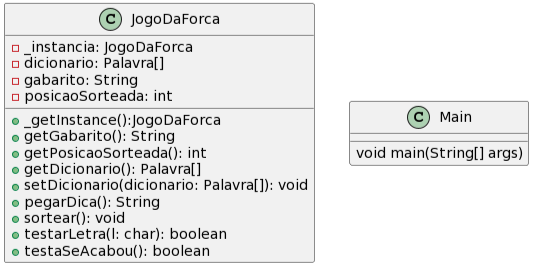 C JogoDaForca
_instancia: JogoDaForca
dicionario: Palavra[]
gabarito: String
posicaoSorteada: int
_getInstance():JogoDaForca
getGabarito(): String
getPosicaoSorteada(): int
getDicionario(): Palavra[]
setDicionario(dicionario: Palavra[]): void
pegarDica(): String
sortear(): void
testarLetra(l: char): boolean
testaSeAcabou(): boolean
C Main
void main(String[] args)